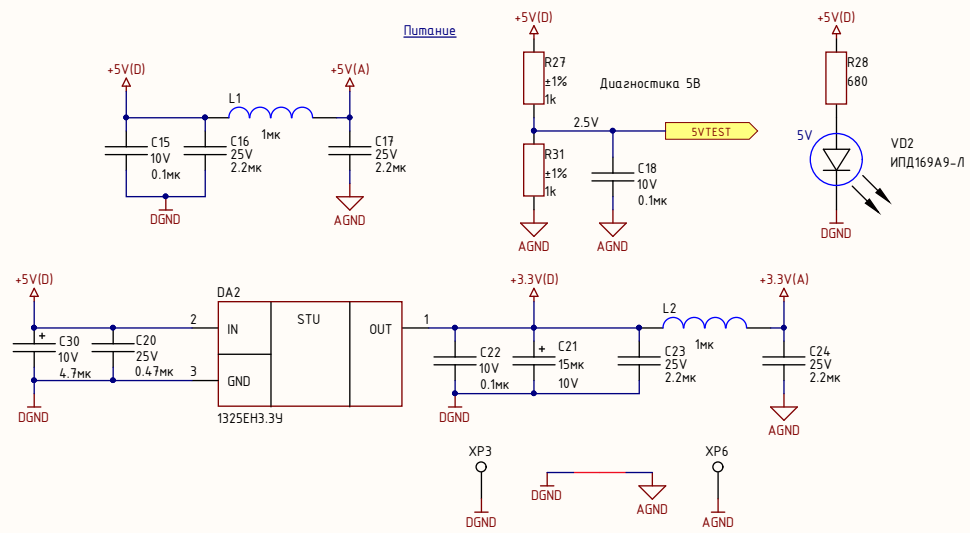 Питание
+5V(D)
+5V(A)
L1
1мк
C15
10V
0.1мк
C16
25V
2.2мк
C17
25V
2.2мк
DGND
AGND
+5V(D)
R27
±1%
1k
Диагностика 5В
2.5V
5VTEST
R31
±1%
1k
C18
10V
0.1мк
AGND
AGND
+5V(D)
R28
680
5V
VD2
ИПД169А9-Л
DGND
+5V(D)
C30
10V
4.7мк
C20
25V
0.47мк
DGND
DA2
2
IN
STU
OUT
1
3
GND
1325ЕН3.3У
+3.3V(D)
C22
10V
0.1мк
C21
15мк
10V
C23
25V
2.2мк
L2
1мк
+3.3V(A)
C24
25V
2.2мк
DGND
AGND
XP3
DGND
DGND
AGND
XP6
AGND